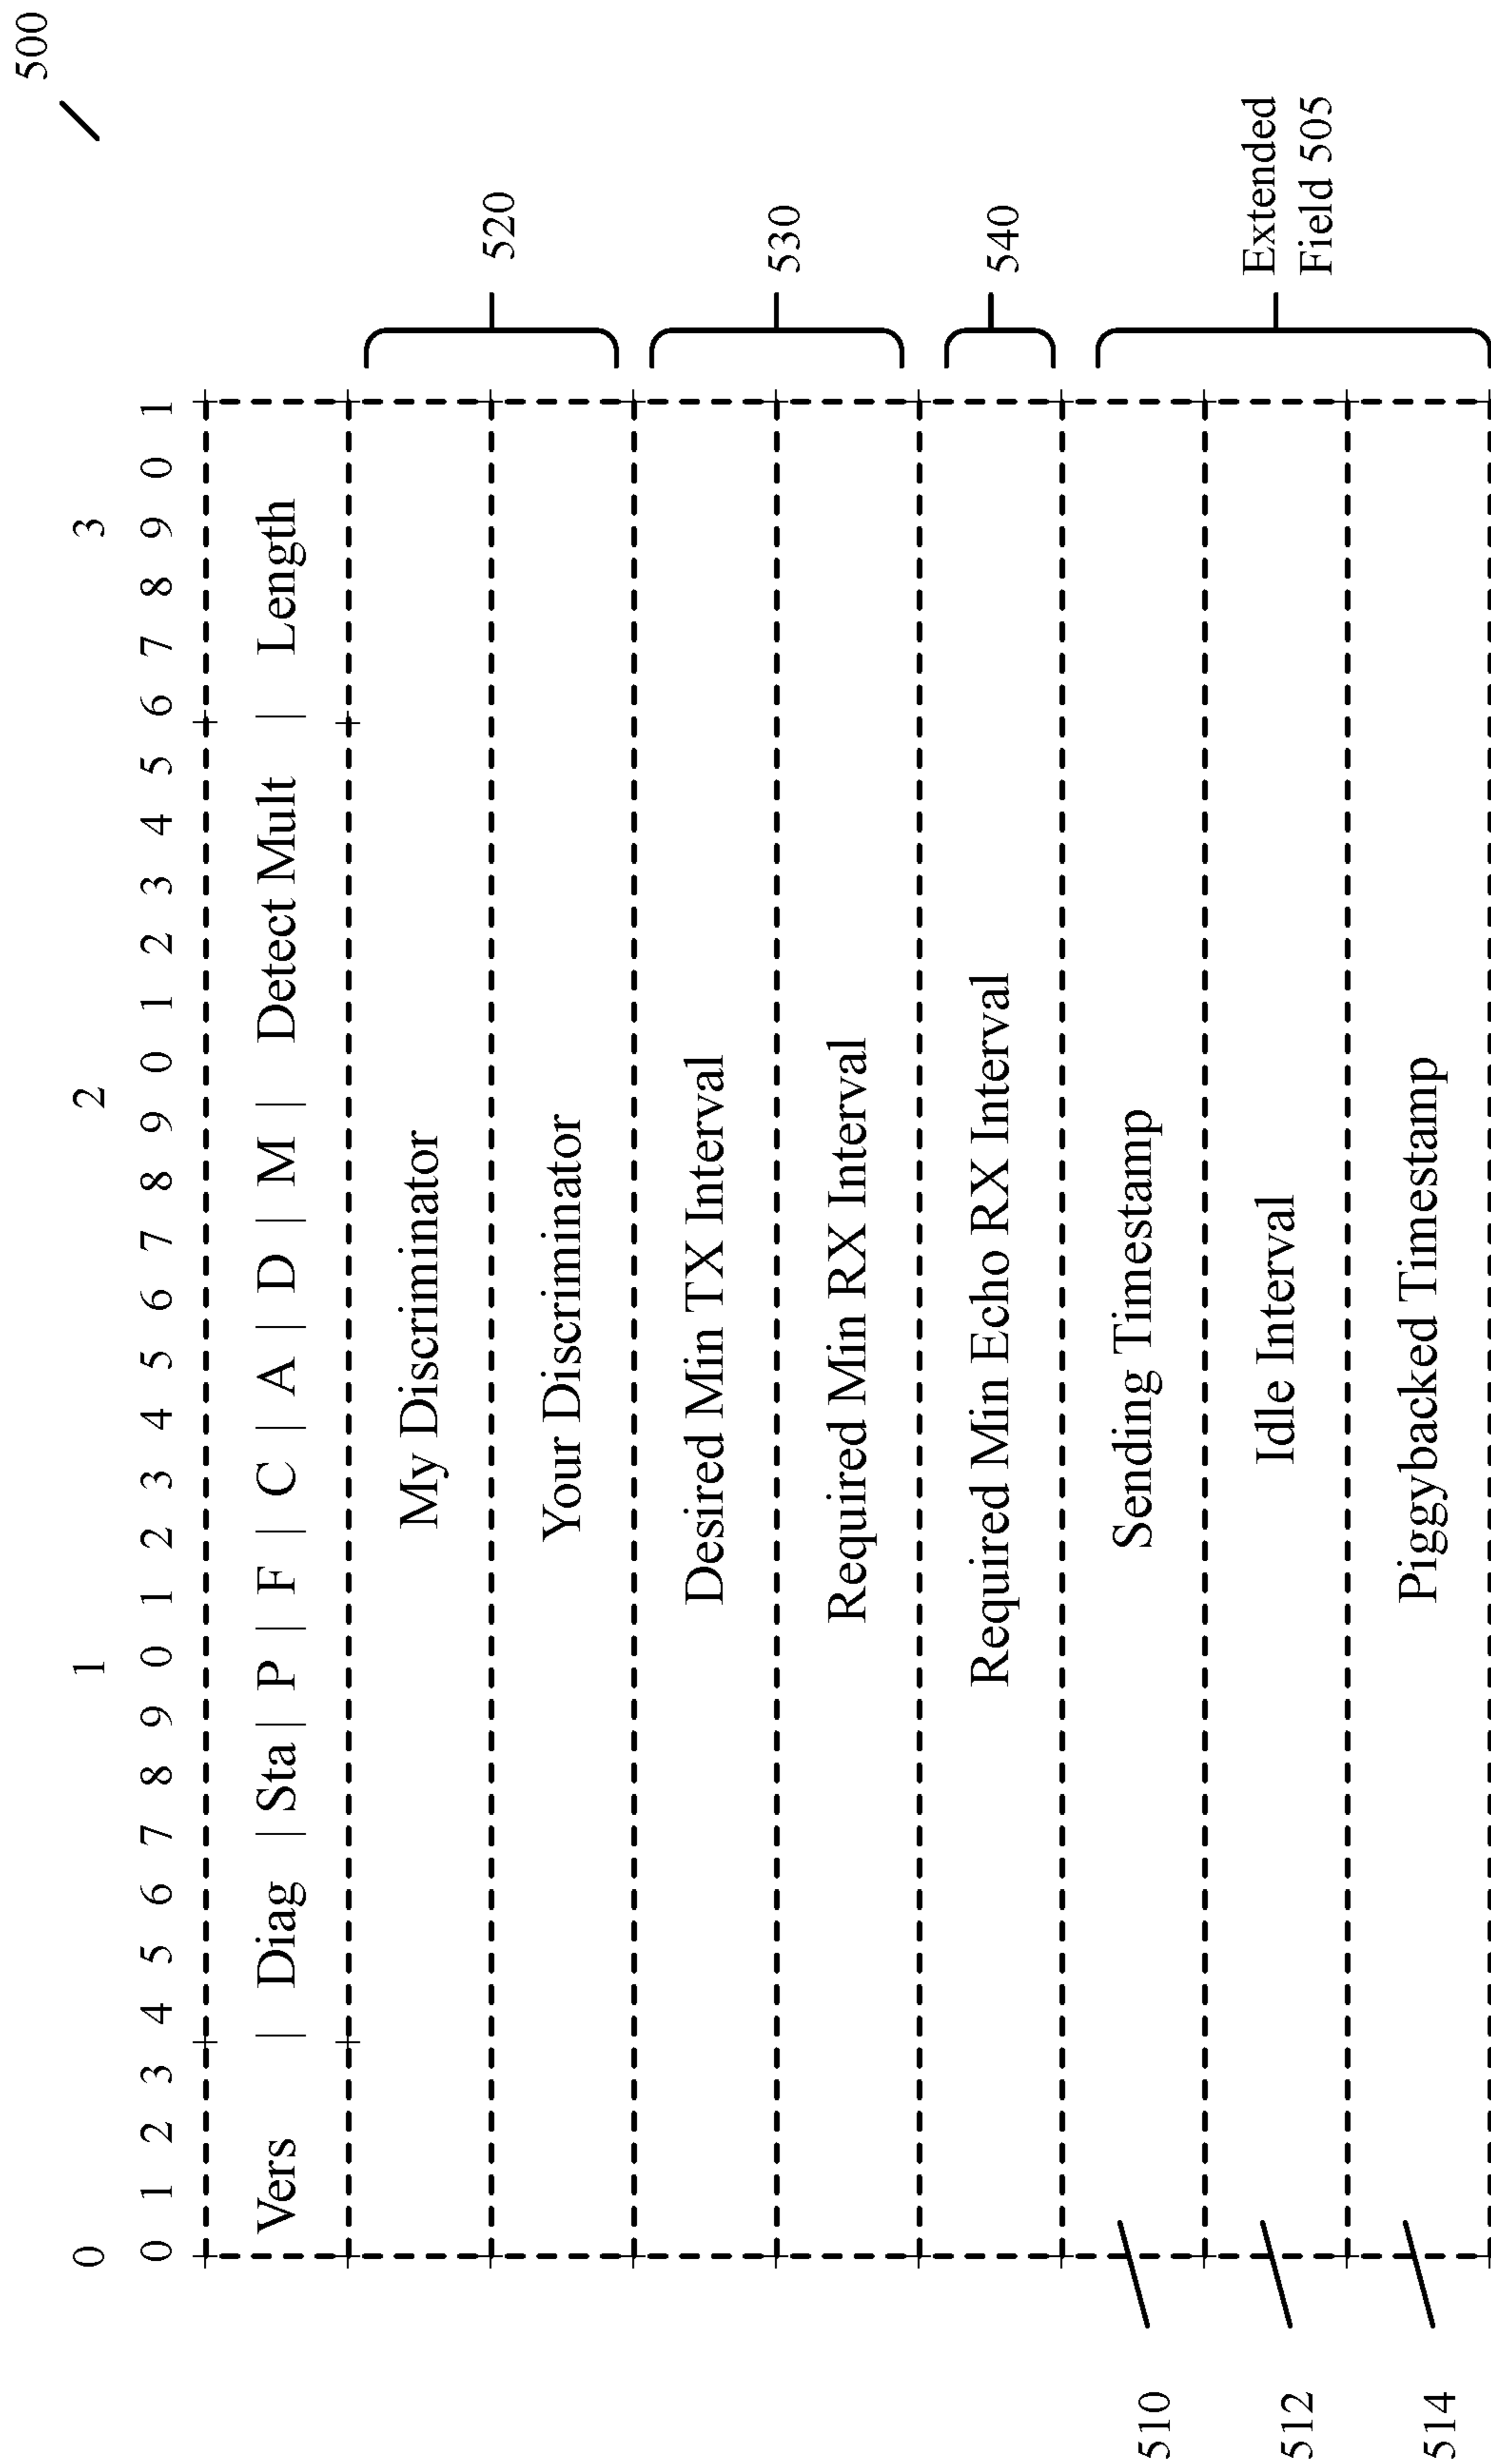 500
0 1 2 3
0 1 2 3 4 5 6 7 8 9 0 1 2 3 4 5 6 7 8 9 0 1 2 3 4 5 6 7 8 9 0 1
Vers | Diag | Sta | P | F | C | A | D | M | Detect Mult | Length
My Discriminator
520
Your Discriminator
Desired Min TX Interval
530
Required Min RX Interval
Required Min Echo RX Interval
540
510
Sending Timestamp
512
Idle Interval
Extended
Field 505
514
Piggybacked Timestamp